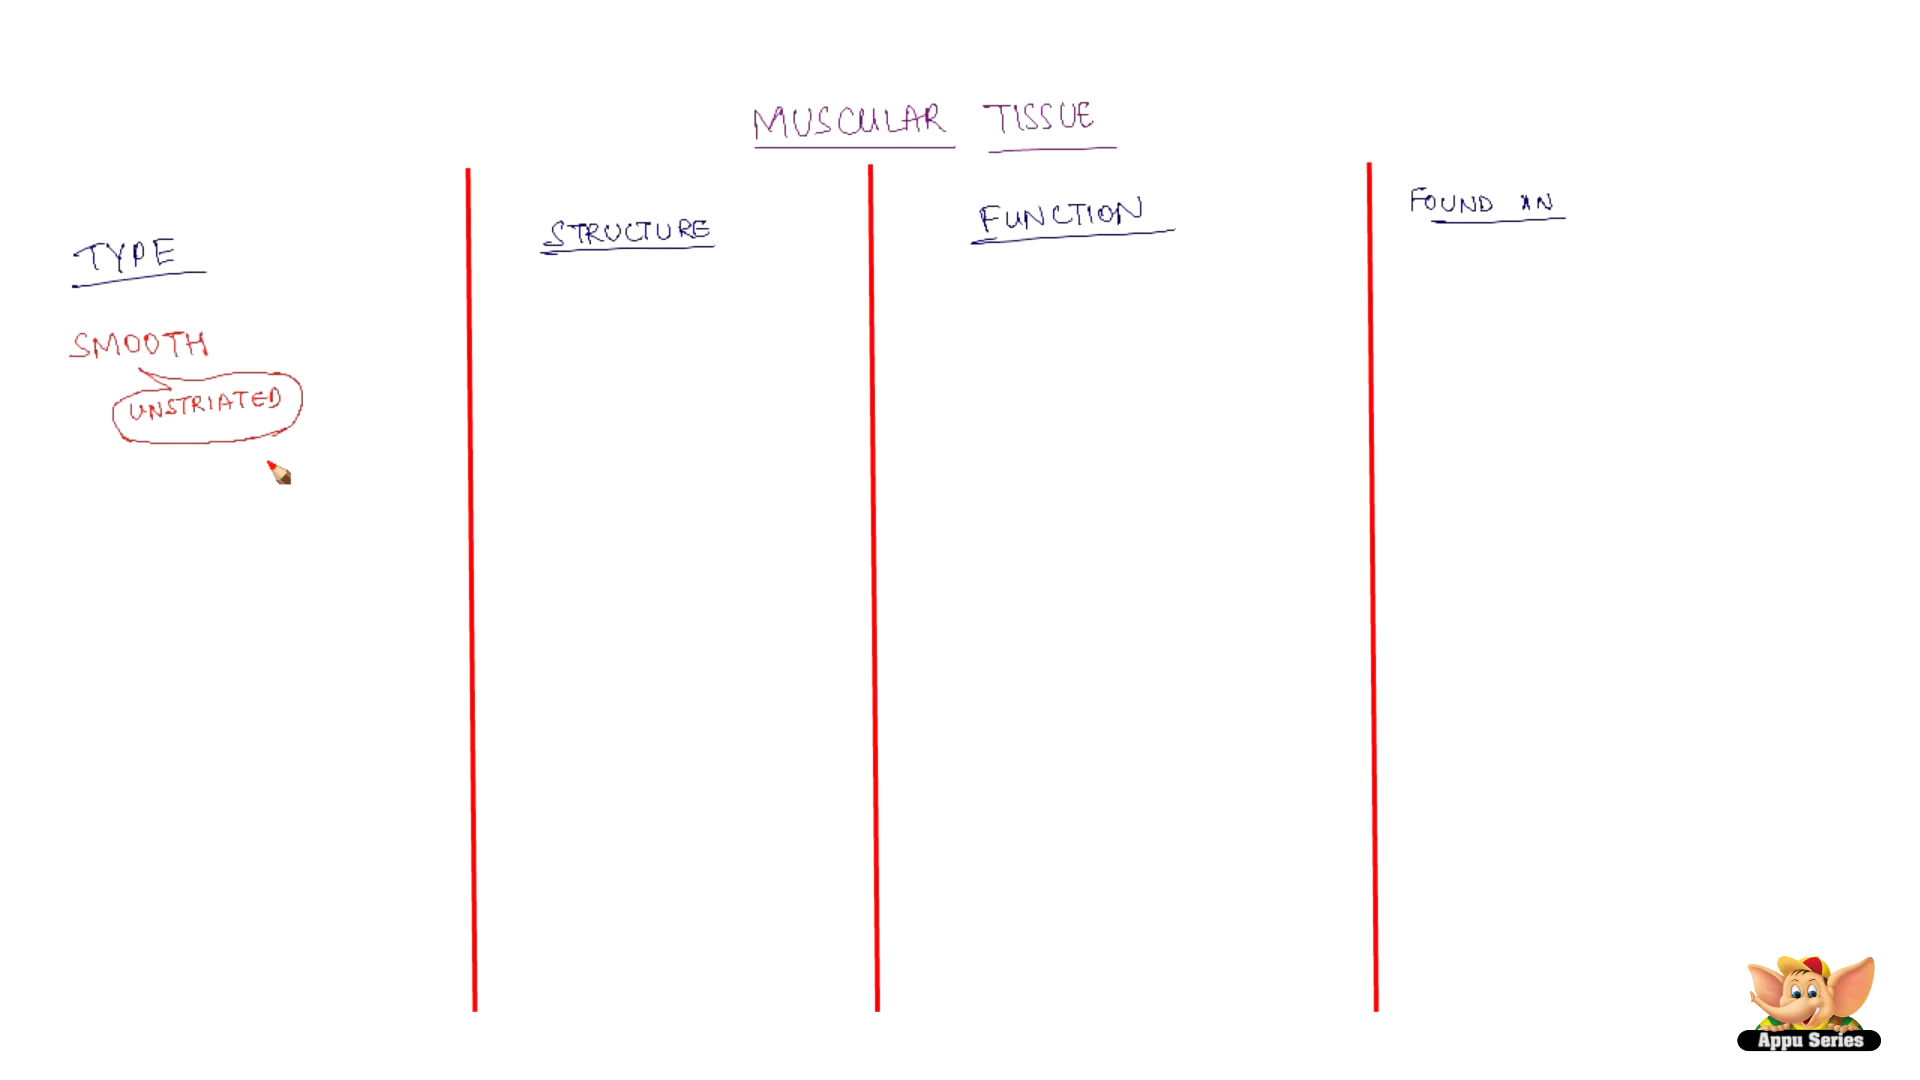 MUSCULAR TISSUE
TYPE
STRUCTURE
FUNCTION
FOUND IN
SMOOTH
UNSTRIATED
Appu Series